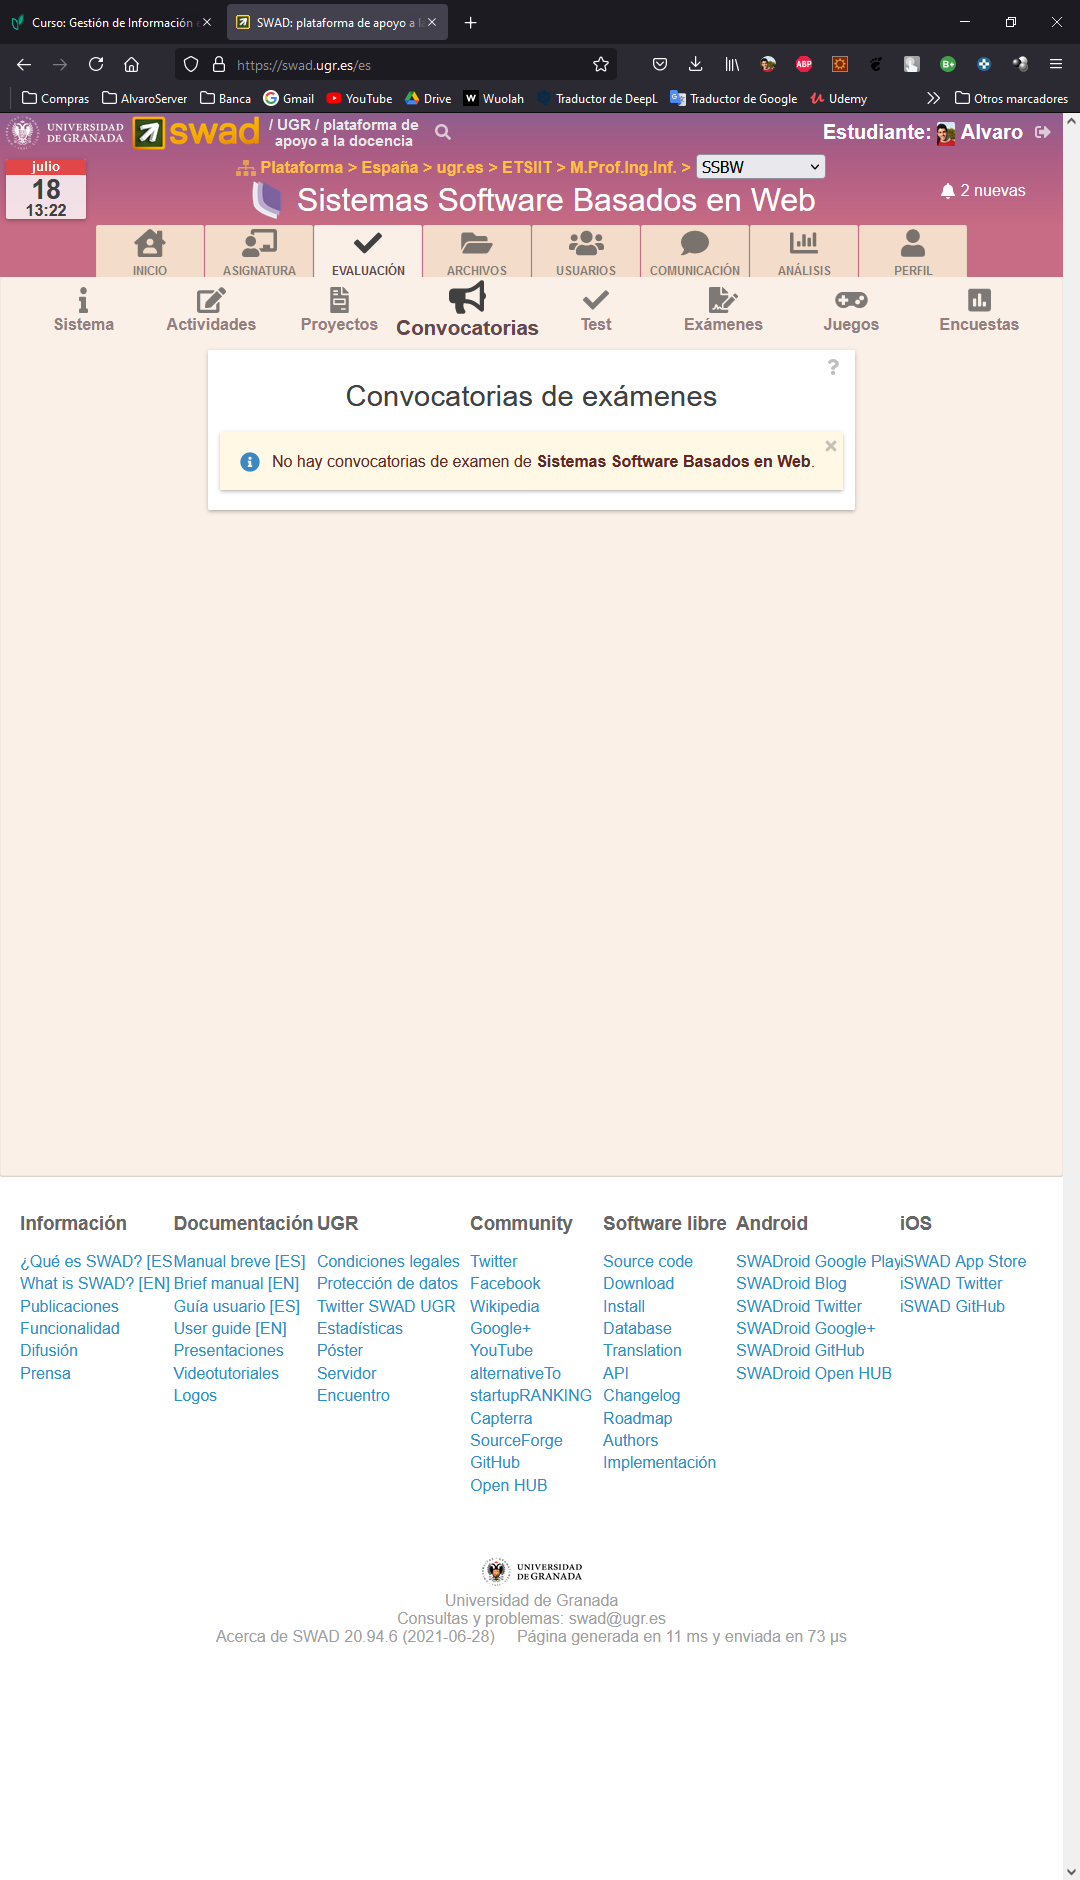 Curso: Gestión de Información
SWAD: plataforma de apoyo a
https://swad.ugr.es/es
Compras AlvaroServer Banca Gmail YouTube Drive Wuolah Traductor de DeepL Traductor de Google Udemy Otros marcadores
UNIVERSIDAD DE GRANADA
swad
/ UGR / plataforma de
apoyo a la docencia
Estudiante: Alvaro
julio
18
13:22
Plataforma > España > ugr.es > ETSIIT > M.Prof.Ing.Inf. > SSBW
Sistemas Software Basados en Web
2 nuevas
INICIO ASIGNATURA EVALUACIÓN ARCHIVOS USUARIOS COMUNICACIÓN ANÁLISIS PERFIL
Sistema Actividades Proyectos Convocatorias Test Exámenes Juegos Encuestas
?
Convocatorias de exámenes
No hay convocatorias de examen de Sistemas Software Basados en Web.
Información
¿Qué es SWAD? [ES
What is SWAD? [EN]
Publicaciones
Funcionalidad
Difusión
Prensa
Documentación
Manual breve [ES]
Brief manual [EN]
Guía usuario [ES]
User guide [EN]
Presentaciones
Videotutoriales
Logos
UGR
Condiciones legales
Protección de datos
Twitter SWAD UGR
Estadísticas
Póster
Servidor
Encuentro
Community
Twitter
Facebook
Wikipedia
Google+
YouTube
alternativeTo
startupRANKING
Capterra
SourceForge
GitHub
Open HUB
Software libre
Source code
Download
Install
Database
Translation
API
Changelog
Roadmap
Authors
Implementación
Android
SWADroid Google Play
SWADroid Blog
SWADroid Twitter
SWADroid Google+
SWADroid GitHub
SWADroid Open HUB
iOS
iSWAD App Store
iSWAD Twitter
iSWAD GitHub
UNIVERSIDAD
DE GRANADA
Universidad de Granada
Consultas y problemas: swad@ugr.es
Acerca de SWAD 20.94.6 (2021-06-28) Página generada en 11 ms y enviada en 73 µs